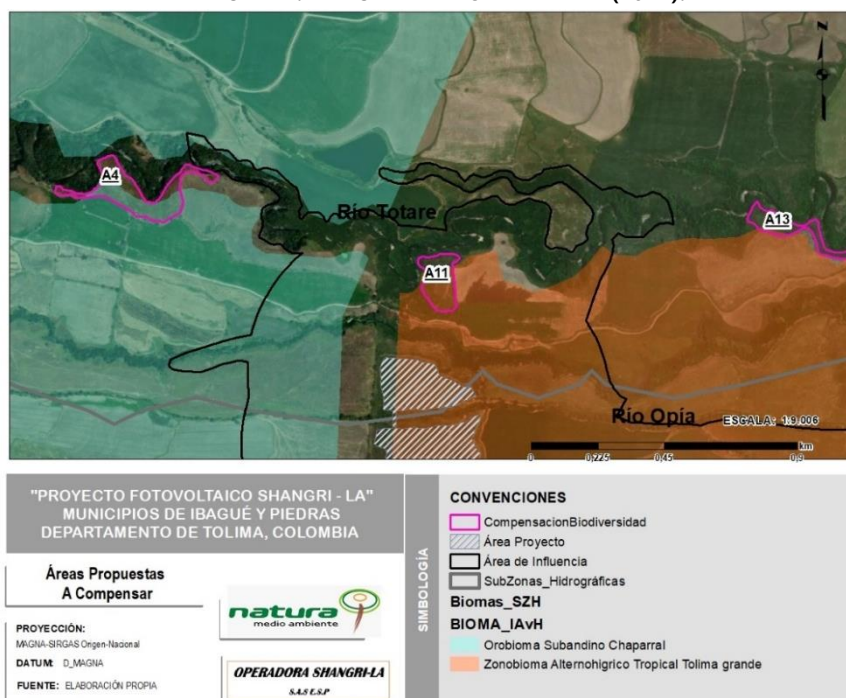 A4
Río Totare
A13
A11
Río Opía
ESCALA: 1:9.006
km
0 0,225 0,45 0,9
"PROYECTO FOTOVOLTAICO SHANGRI - LA"
MUNICIPIOS DE IBAGUÉ Y PIEDRAS
DEPARTAMENTO DE TOLIMA, COLOMBIA
Áreas Propuestas
A Compensar
PROYECCIÓN:
MAGNA-SIRGAS Origen-Nacional
DATUM: D_MAGNA
FUENTE: ELABORACIÓN PROPIA
natura
medio ambiente
OPERADORA SHANGRI-LA
S.A.S E.S.P
SIMBOLOGÍA
CONVENCIONES
CompensacionBiodiversidad
Área Proyecto
Área de Influencia
SubZonas_Hidrográficas
Biomas_SZH
BIOMA_IAvH
Orobioma Subandino Chaparral
Zonobioma Alternohigrico Tropical Tolima grande